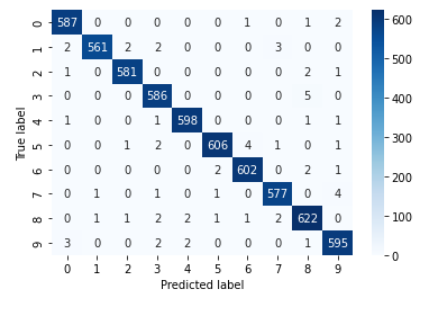 0 587 0 0 0 0 0 1 0 1 2
1 2 561 2 2 0 0 0 3 0 0
2 1 0 581 0 0 0 0 0 2 1
3 0 0 0 586 0 0 0 0 5 0
4 1 0 0 1 598 0 0 0 1 1
5 0 0 1 2 0 606 4 1 0 1
6 0 0 0 0 0 2 602 0 2 1
7 0 1 0 1 0 1 0 577 0 4
8 0 1 1 2 2 1 1 2 622 0
9 3 0 0 2 2 0 0 0 1 595
0 1 2 3 4 5 6 7 8 9
Predicted label
True label
600
500
400
300
200
100
0